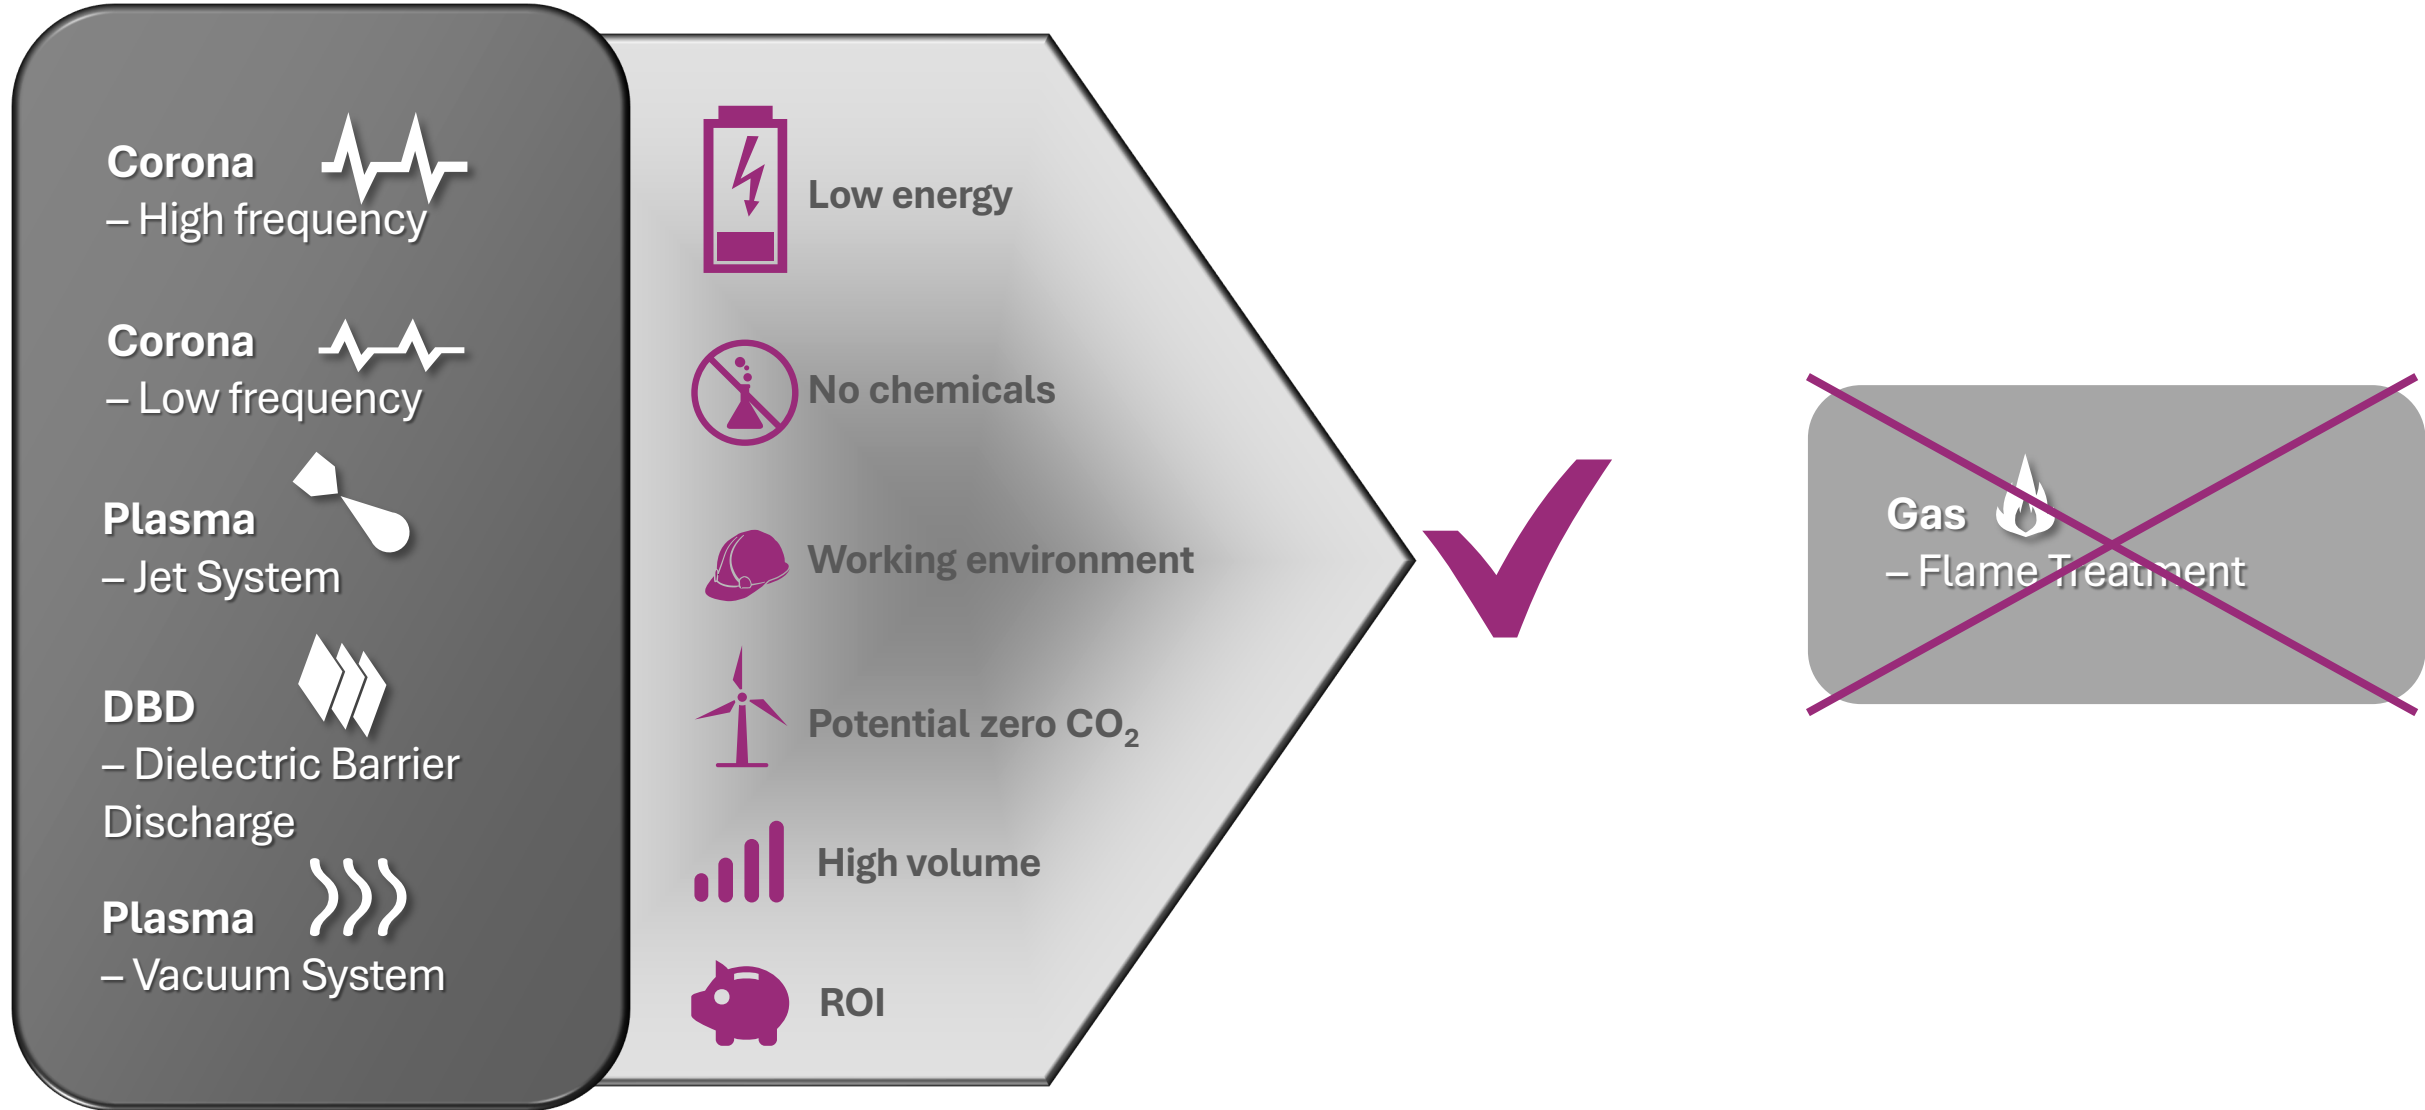 Corona
– High frequency
Corona
– Low frequency
Plasma
– Jet System
DBD
– Dielectric Barrier
Discharge
Plasma
– Vacuum System
Low energy
No chemicals
Working environment
Potential zero CO₂
High volume
ROI
Gas
– Flame Treatment